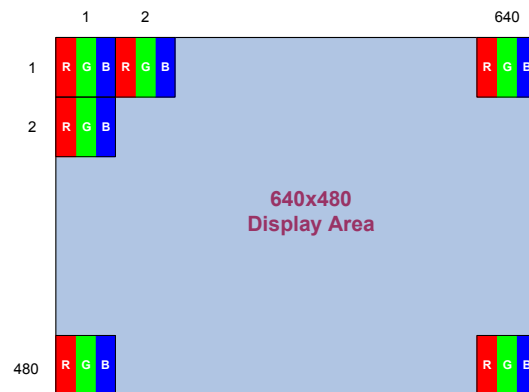 1 2 640
1 R G B R G B R G B
2 R G B
640x480
Display Area
480 R G B R G B